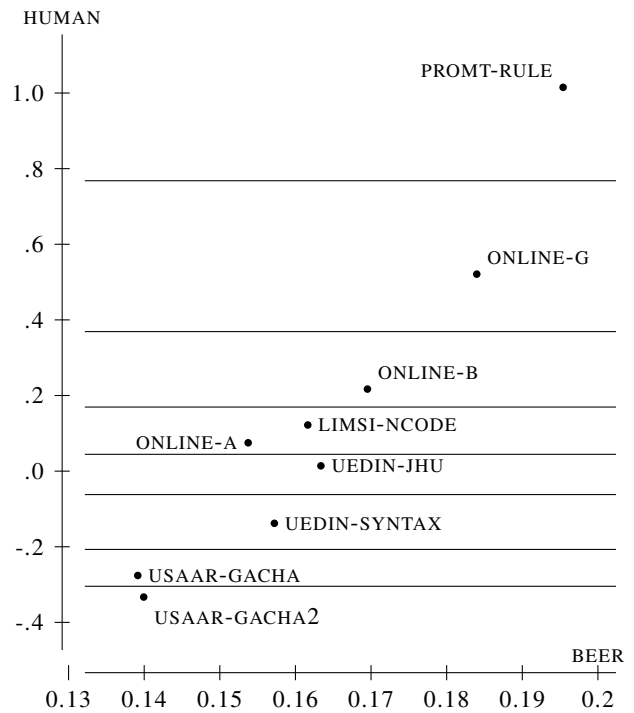 HUMAN
PROMT-RULE
1.0
.8
ONLINE-G
.6
.4
ONLINE-B
.2
LIMSI-NCODE
ONLINE-A
UEDIN-JHU
.0
UEDIN-SYNTAX
-.2
USAAR-GACHA
USAAR-GACHA2
-.4
BEER
0.13 0.14 0.15 0.16 0.17 0.18 0.19 0.2